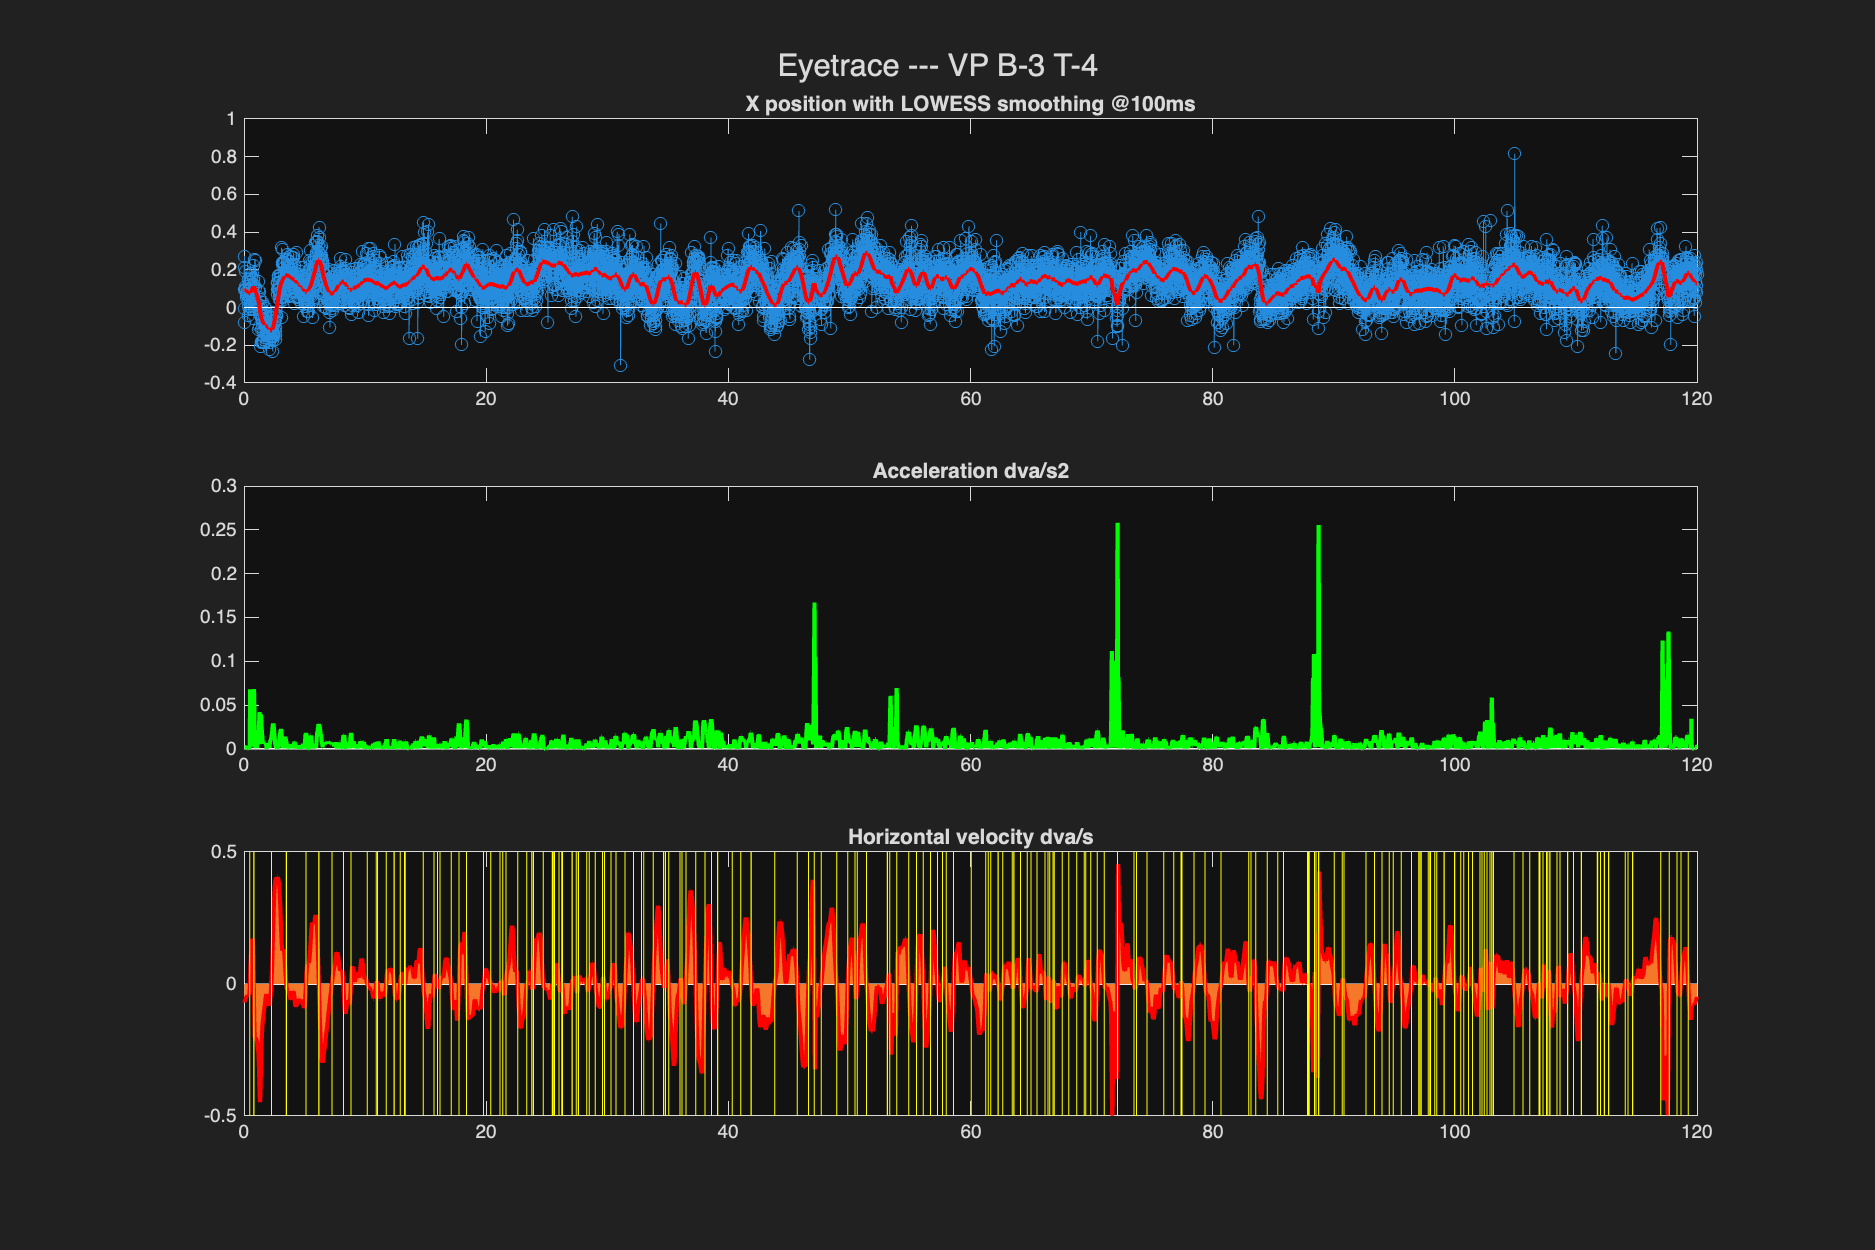 Eyetrace --- VP B-3 T-4
X position with LOWESS smoothing @100ms
1
0.8
0.6
0.4
0.2
0
-0.2
-0.4
0 20 40 60 80 100 120
Acceleration dva/s2
0.3
0.25
0.2
0.15
0.1
0.05
0
0 20 40 60 80 100 120
Horizontal velocity dva/s
0.5
0
-0.5
0 20 40 60 80 100 120